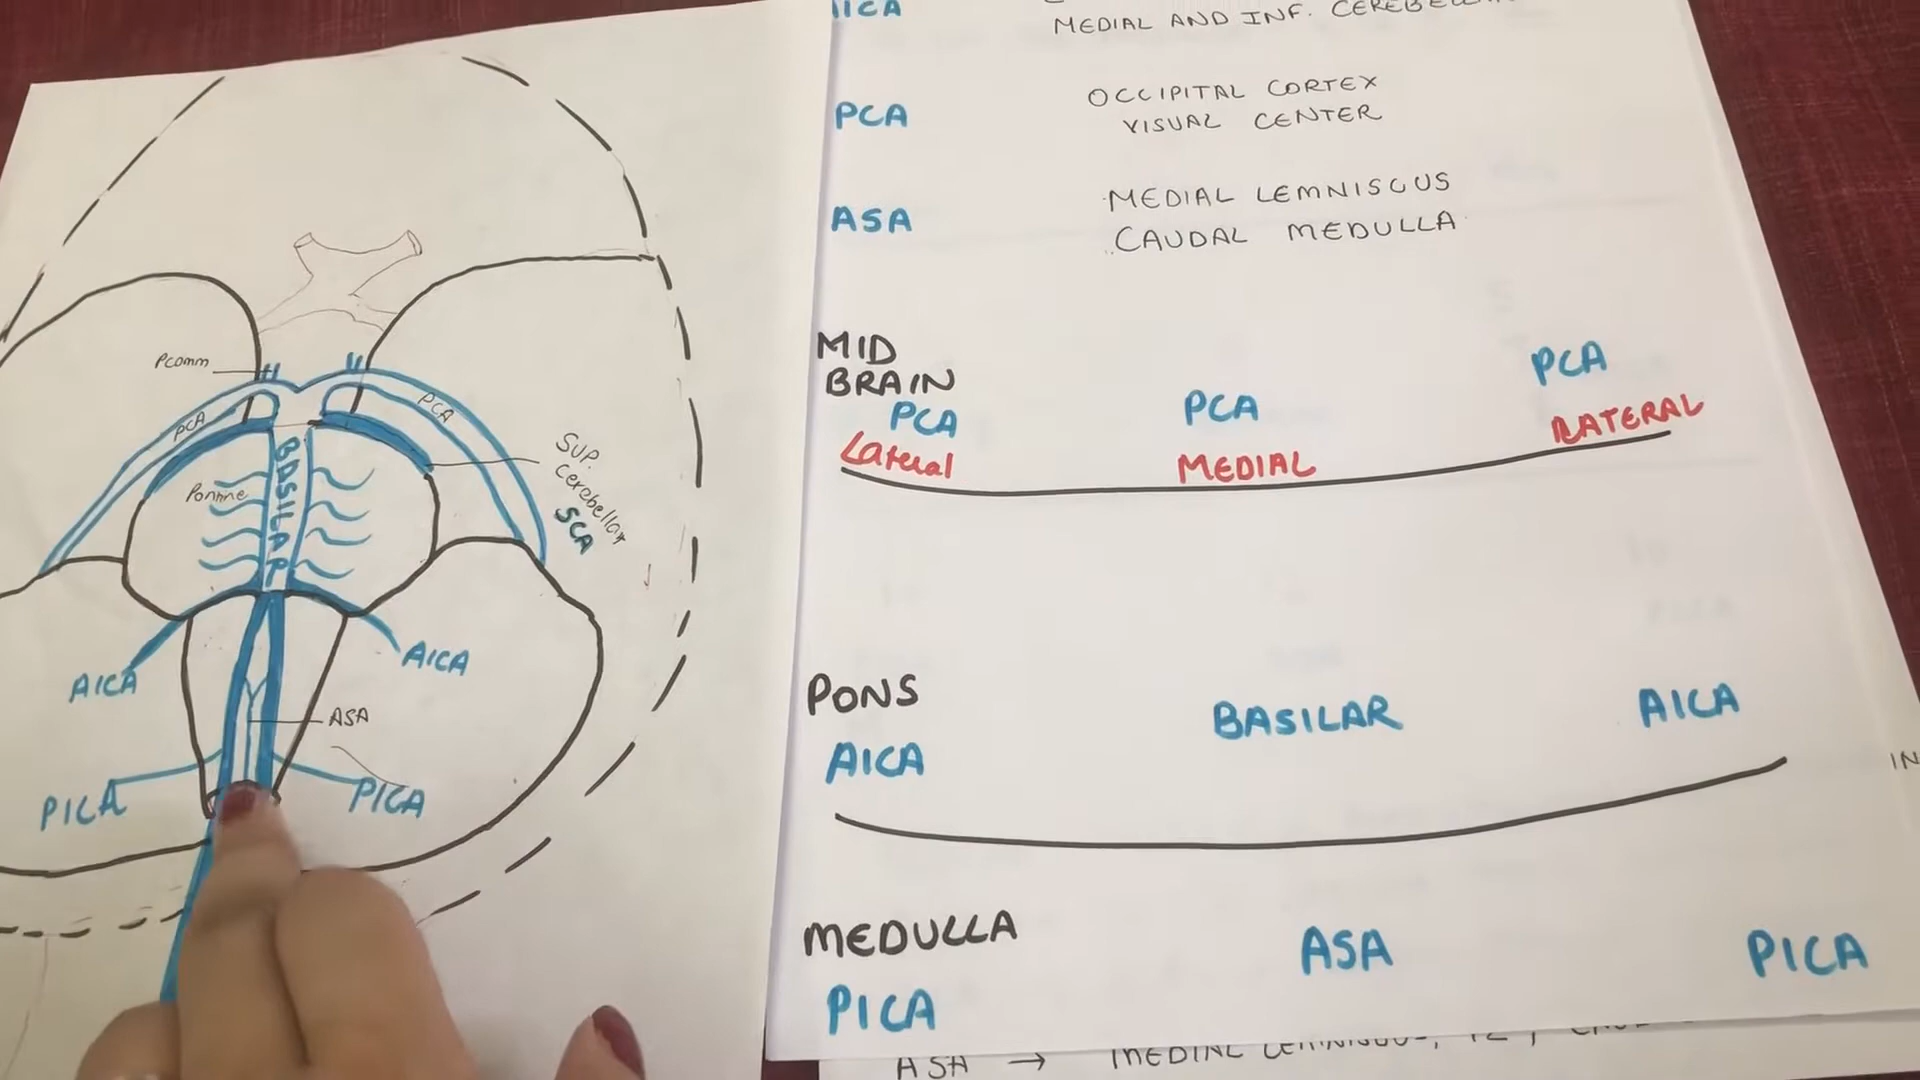 Pcomm
PCA
PCA
SUP.
Cerebellar
SCA
Pontine
BASILAR
AICA
AICA
ASA
PICA
PICA
MEDIAL AND INF.
PCA
OCCIPITAL CORTEX
VISUAL CENTER
ASA
MEDIAL LEMNISCUS
CAUDAL MEDULLA
MID
BRAIN
PCA
Lateral
PCA
MEDIAL
PCA
LATERAL
PONS
AICA
BASILAR
AICA
IN
MEDULLA
PICA
ASA
PICA
ASA → MEDIAL